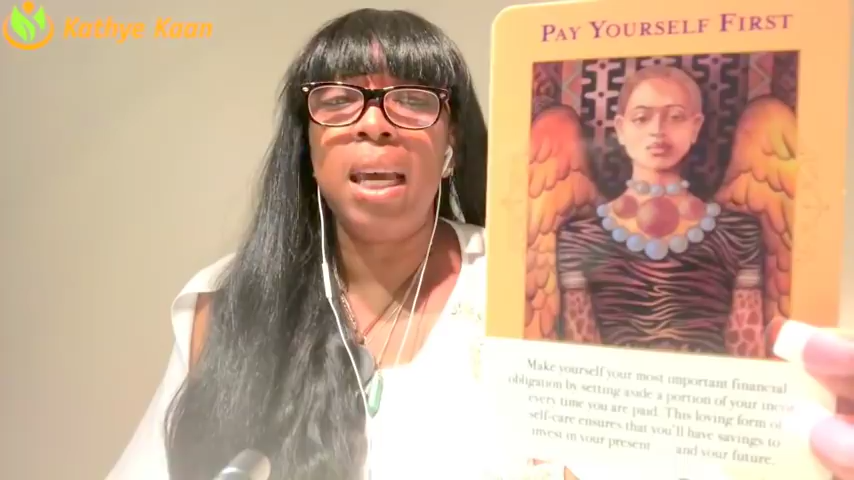 Kathye Kaan
PAY YOURSELF FIRST
Make yourself your most important financial
obligation by setting aside a portion of your
every time you are paid. This loving form of
self-care ensures that you'll have savings to
invest in your present and your future.